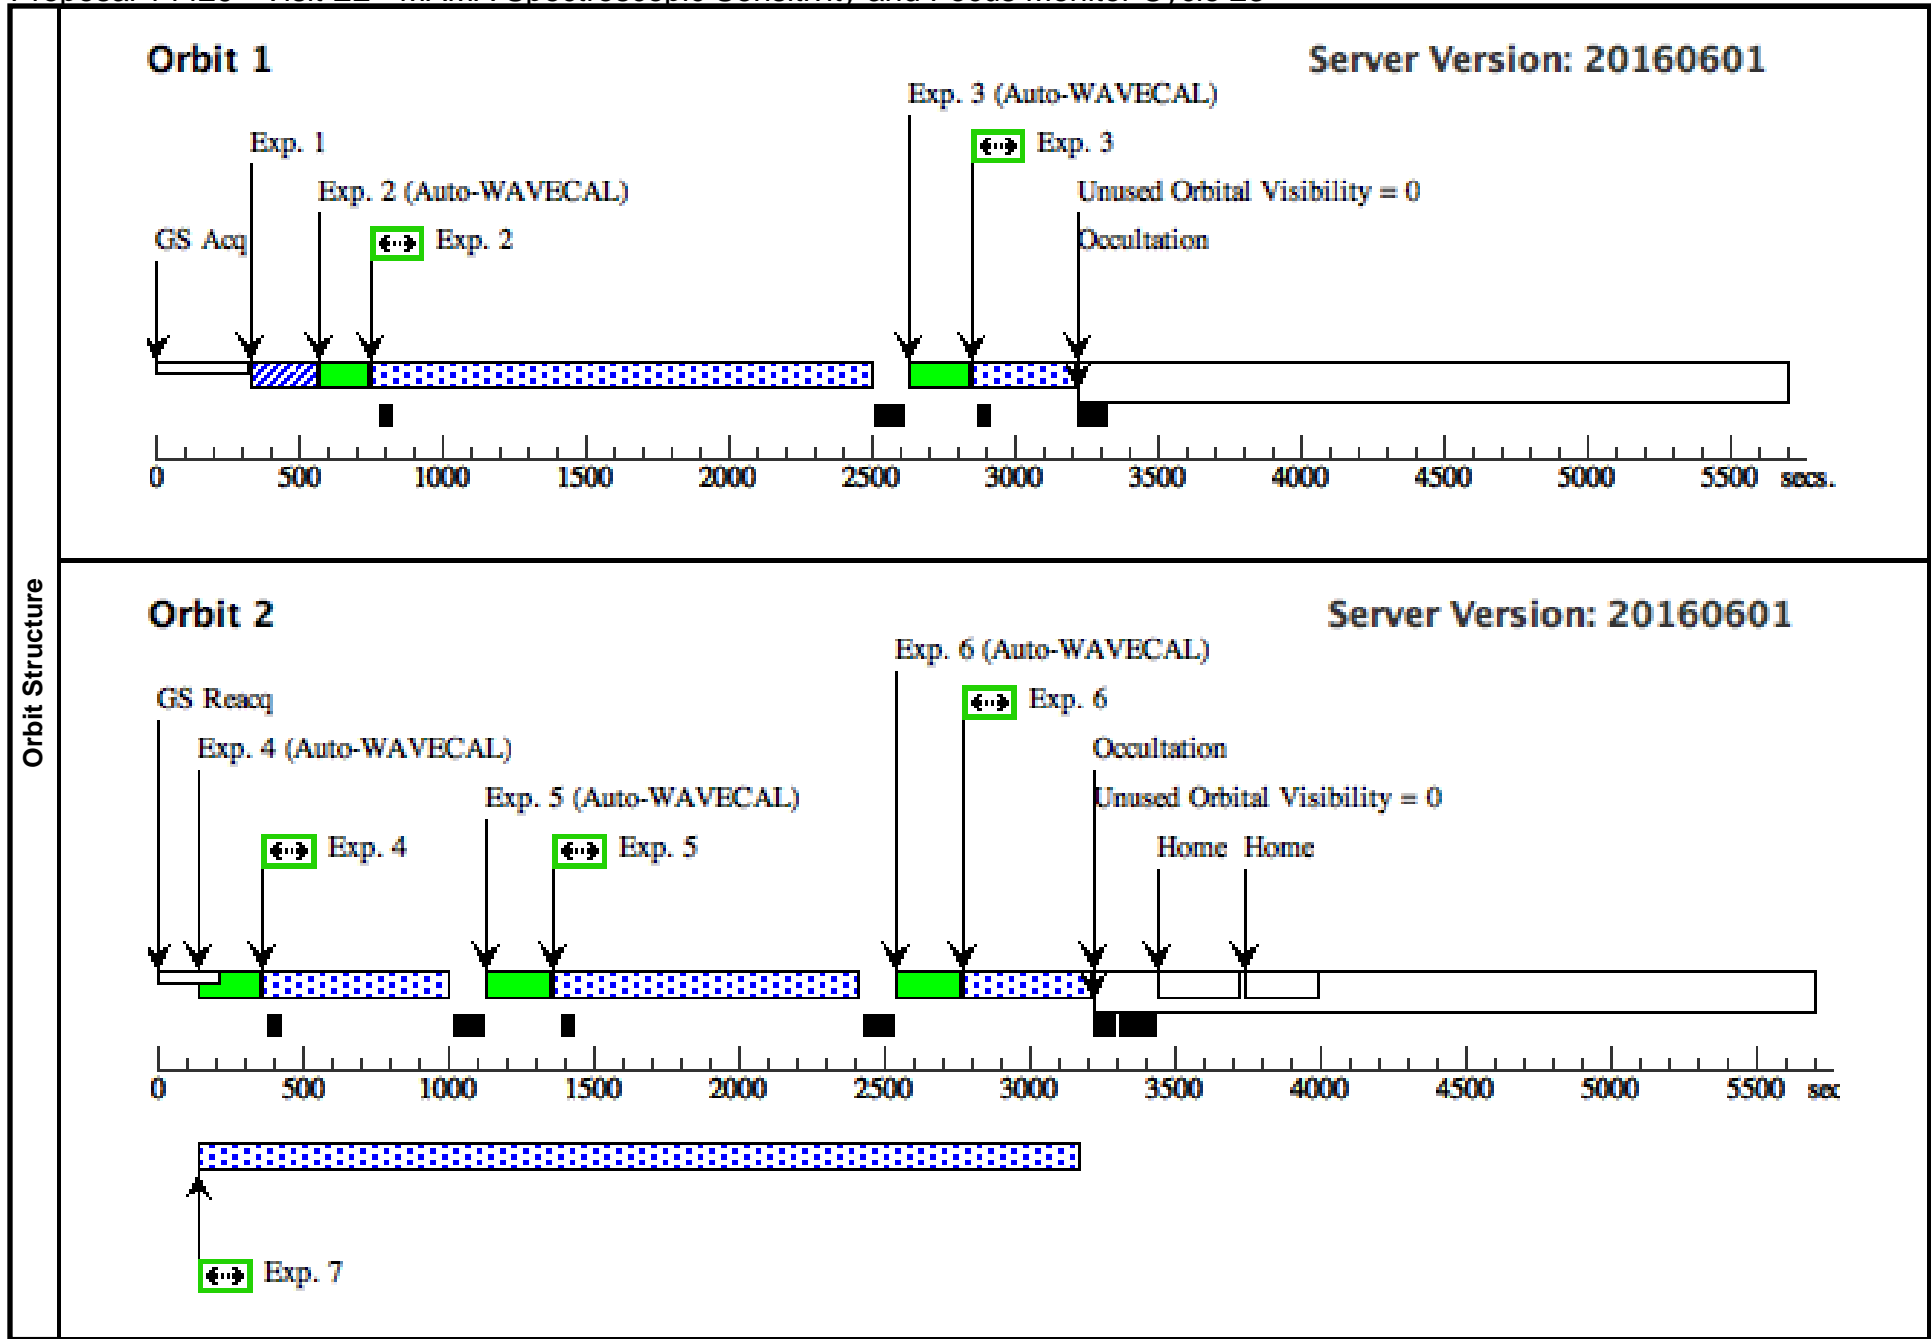 Orbit Structure
Orbit 1
Server Version: 20160601
Exp. 3 (Auto-WAVECAL)
Exp. 1
Exp. 3
Exp. 2 (Auto-WAVECAL)
Unused Orbital Visibility = 0
GS Acq
Exp. 2
Occultation
0 500 1000 1500 2000 2500 3000 3500 4000 4500 5000 5500 secs.
Orbit 2
Server Version: 20160601
Exp. 6 (Auto-WAVECAL)
GS Reacq
Exp. 6
Exp. 4 (Auto-WAVECAL)
Occultation
Exp. 5 (Auto-WAVECAL)
Unused Orbital Visibility = 0
Exp. 4
Exp. 5
Home Home
0 500 1000 1500 2000 2500 3000 3500 4000 4500 5000 5500 sec
Exp. 7